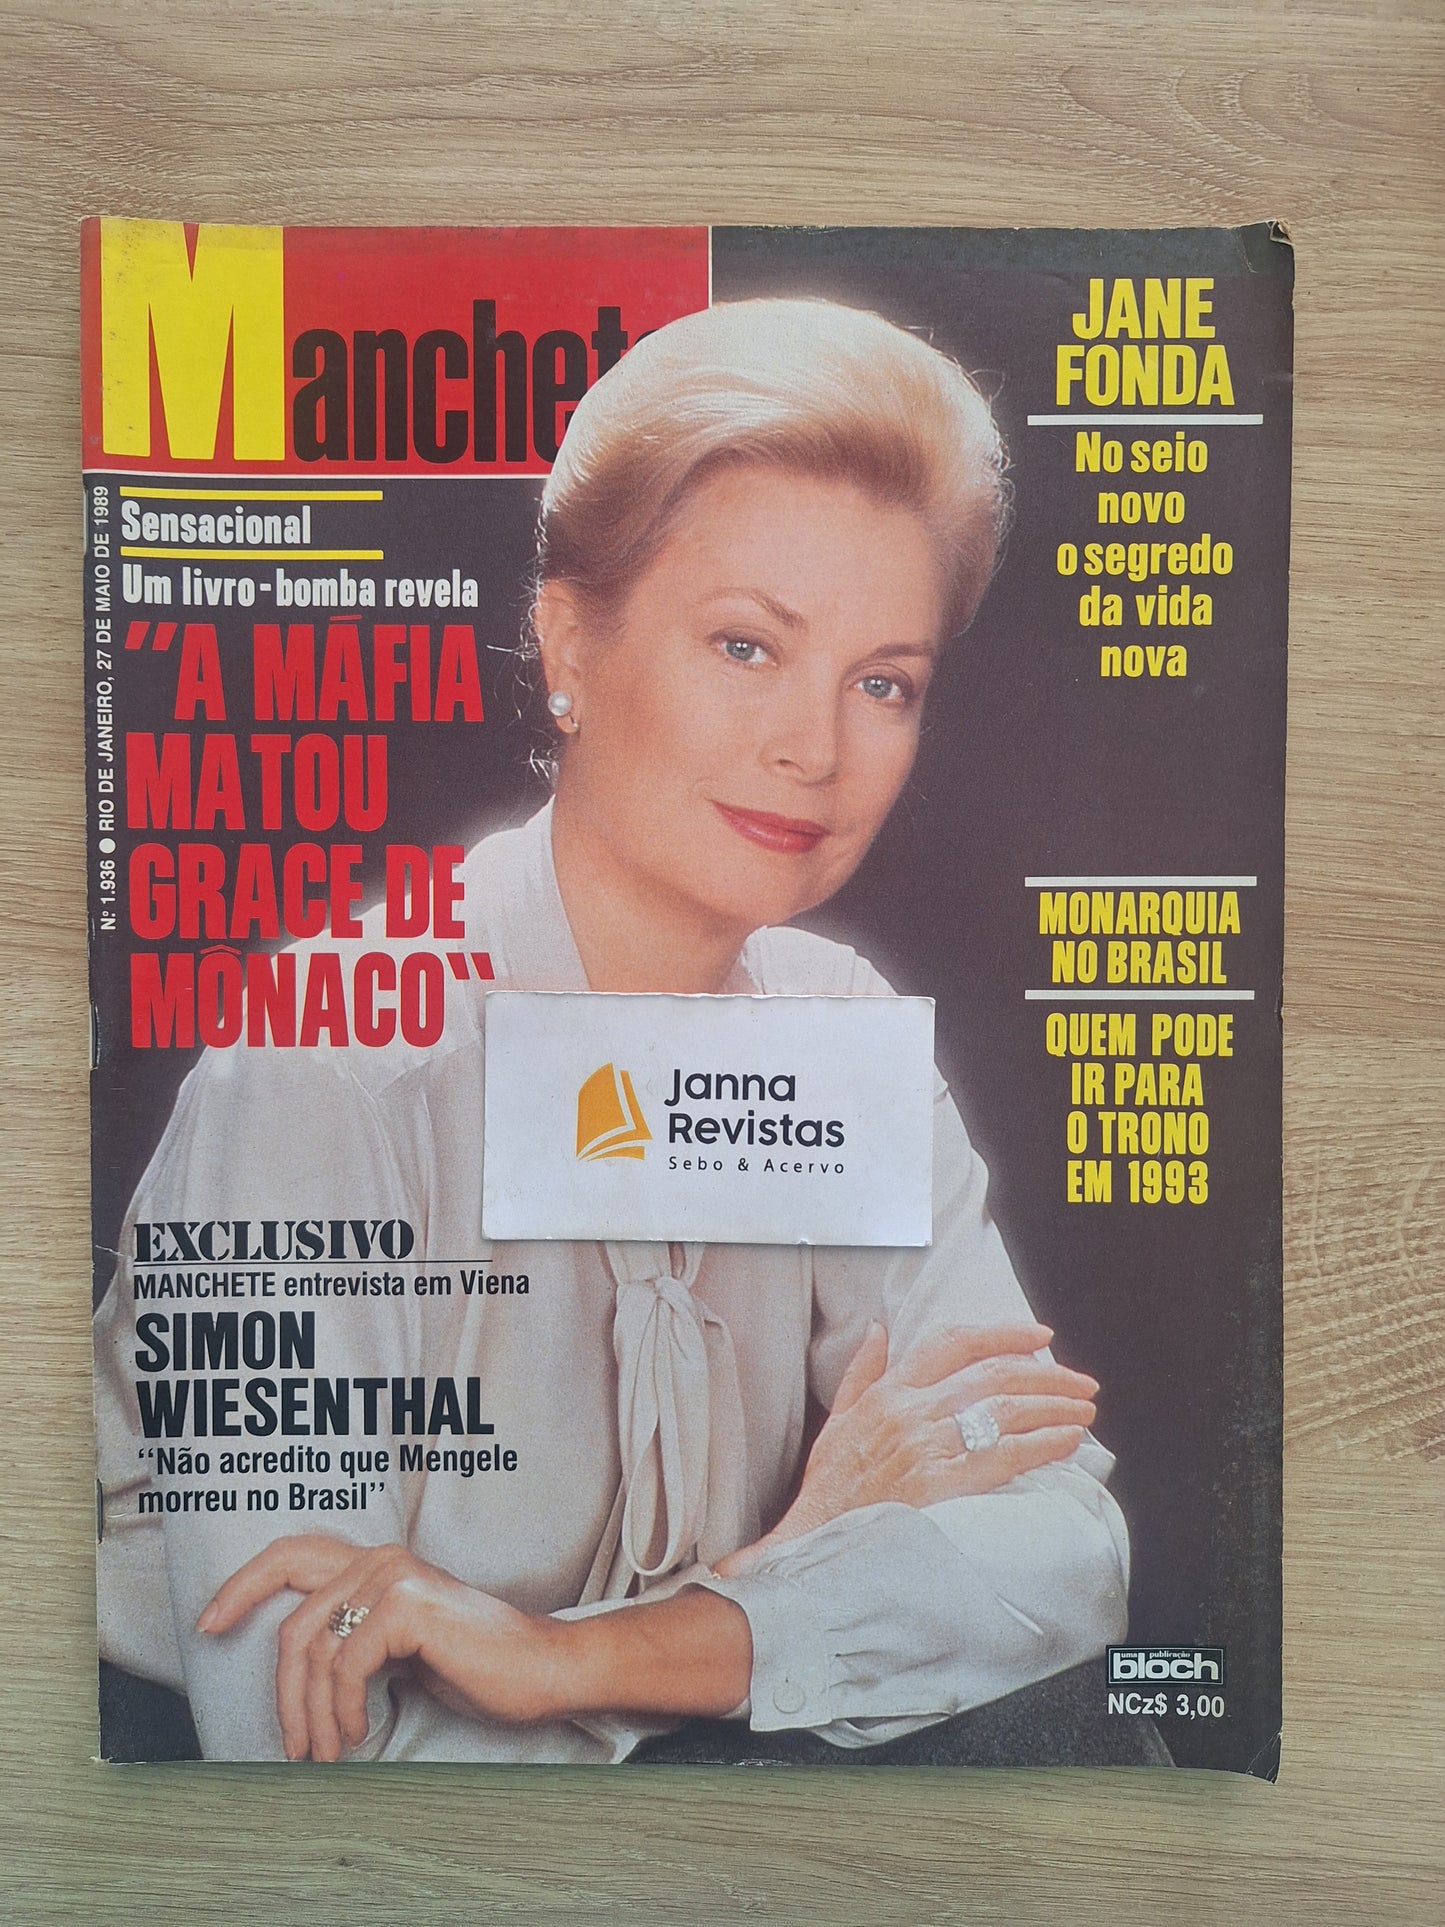 Manchete
Nº 1.936 ● RIO DE JANEIRO, 27 DE MAIO DE 1989
Sensacional
Um livro-bomba revela
"A MÁFIA
MATOU
GRACE DE
MÔNACO"
JANE
FONDA
No seio
novo
o segredo
da vida
nova
MONARQUIA
NO BRASIL
QUEM PODE
IR PARA
O TRONO
EM 1993
Janna
Revistas
Sebo & Acervo
EXCLUSIVO
MANCHETE entrevista em Viena
SIMON
WIESENTHAL
"Não acredito que Mengele
morreu no Brasil"
uma publicação
bloch
NCz$ 3,00